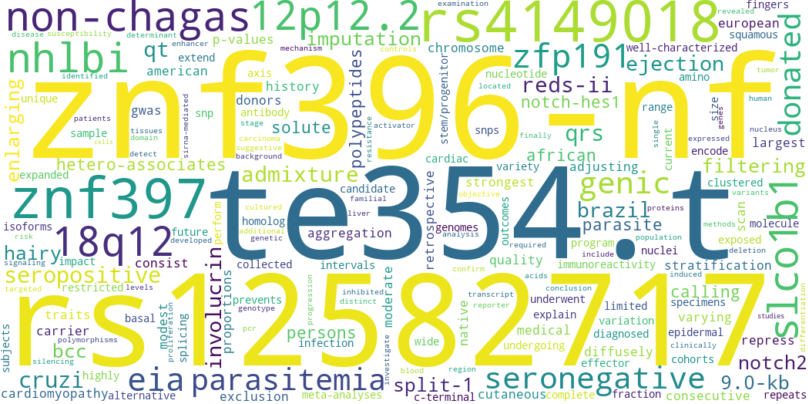 non-chagas 12p12.2 rs4149018 fingers
disease susceptibility determinant enhancer p-values imputation chromosome european squamous donated
nhlbi qt mechanism controls zfp191 well-characterized revealed
identified extend axis nucleotide ejection
american history reds-ii amino tumor
enlarging unique gwas donors antibody polypeptides stem/progenitor notch-hes1 located human
znf396-nf
patients snp stage resistance activator snps range single size genes nucleus
sample tissues sirna-mediated solute qrs current encode largest
domain carcinoma finally expressed
cells detect suggestive background cardiac african variety adjusting
hetero-associates admixture strongest genic filtering
expanded candidate familial retrospective objective candidate clustered variants
znf397 te354.t
isoforms future cultured homolog liver genomes outcomes brazil scan proteins molecule
risk developed additional genetic aggregation analysis required parasite nuclei exposed methods
18q12 involucrin perform program population deletion slco1b1
hairy signaling impact consist collected intervals quality include immunoreactivity stratification
seropositive proportions prevents moderate confirm acids induced
targeted restricted levels genotype inhibited distinct progression native conclusion transcript studies differentiation
rs12582717
traits modest proliferation splicing persons underwent reporter calling
carrier basal pcr infection wide explain limited specimens varying
subjects bcc polymorphisms investigate medical variation diagnosed epidermal repress
silencing blood undergoing diffusely effector cohorts clinically
cruzi highly eia parasitemia region seronegative notch2
cardiomyopathy alternative exclusion meta-analyses split-1 c-terminal cutaneous complete fraction 9.0-kb consecutive repeats